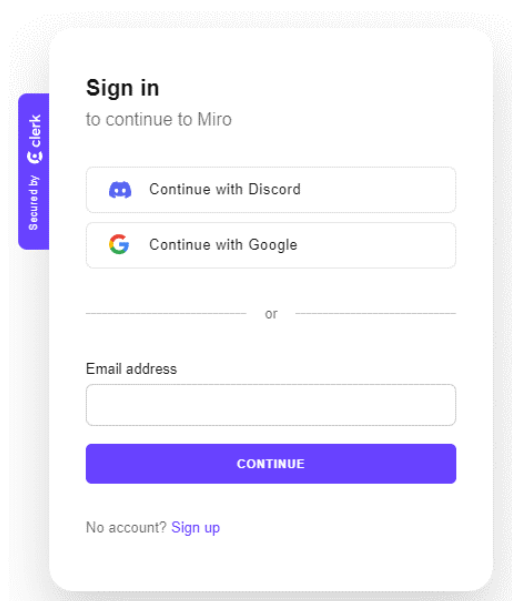 Sign in
to continue to Miro
Secured by clerk
Continue with Discord
Continue with Google
or
Email address
CONTINUE
No account? Sign up